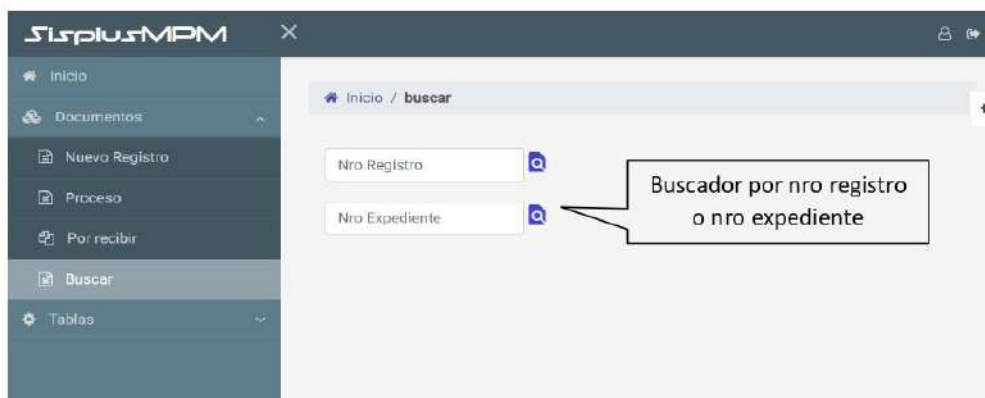 SisplusMPM
Inicio
Documentos
Nuevo Registro
Proceso
Por recibir
Buscar
Tablas
Inicio / buscar
Nro Registro
Nro Expediente
Buscador por nro registro
o nro expediente